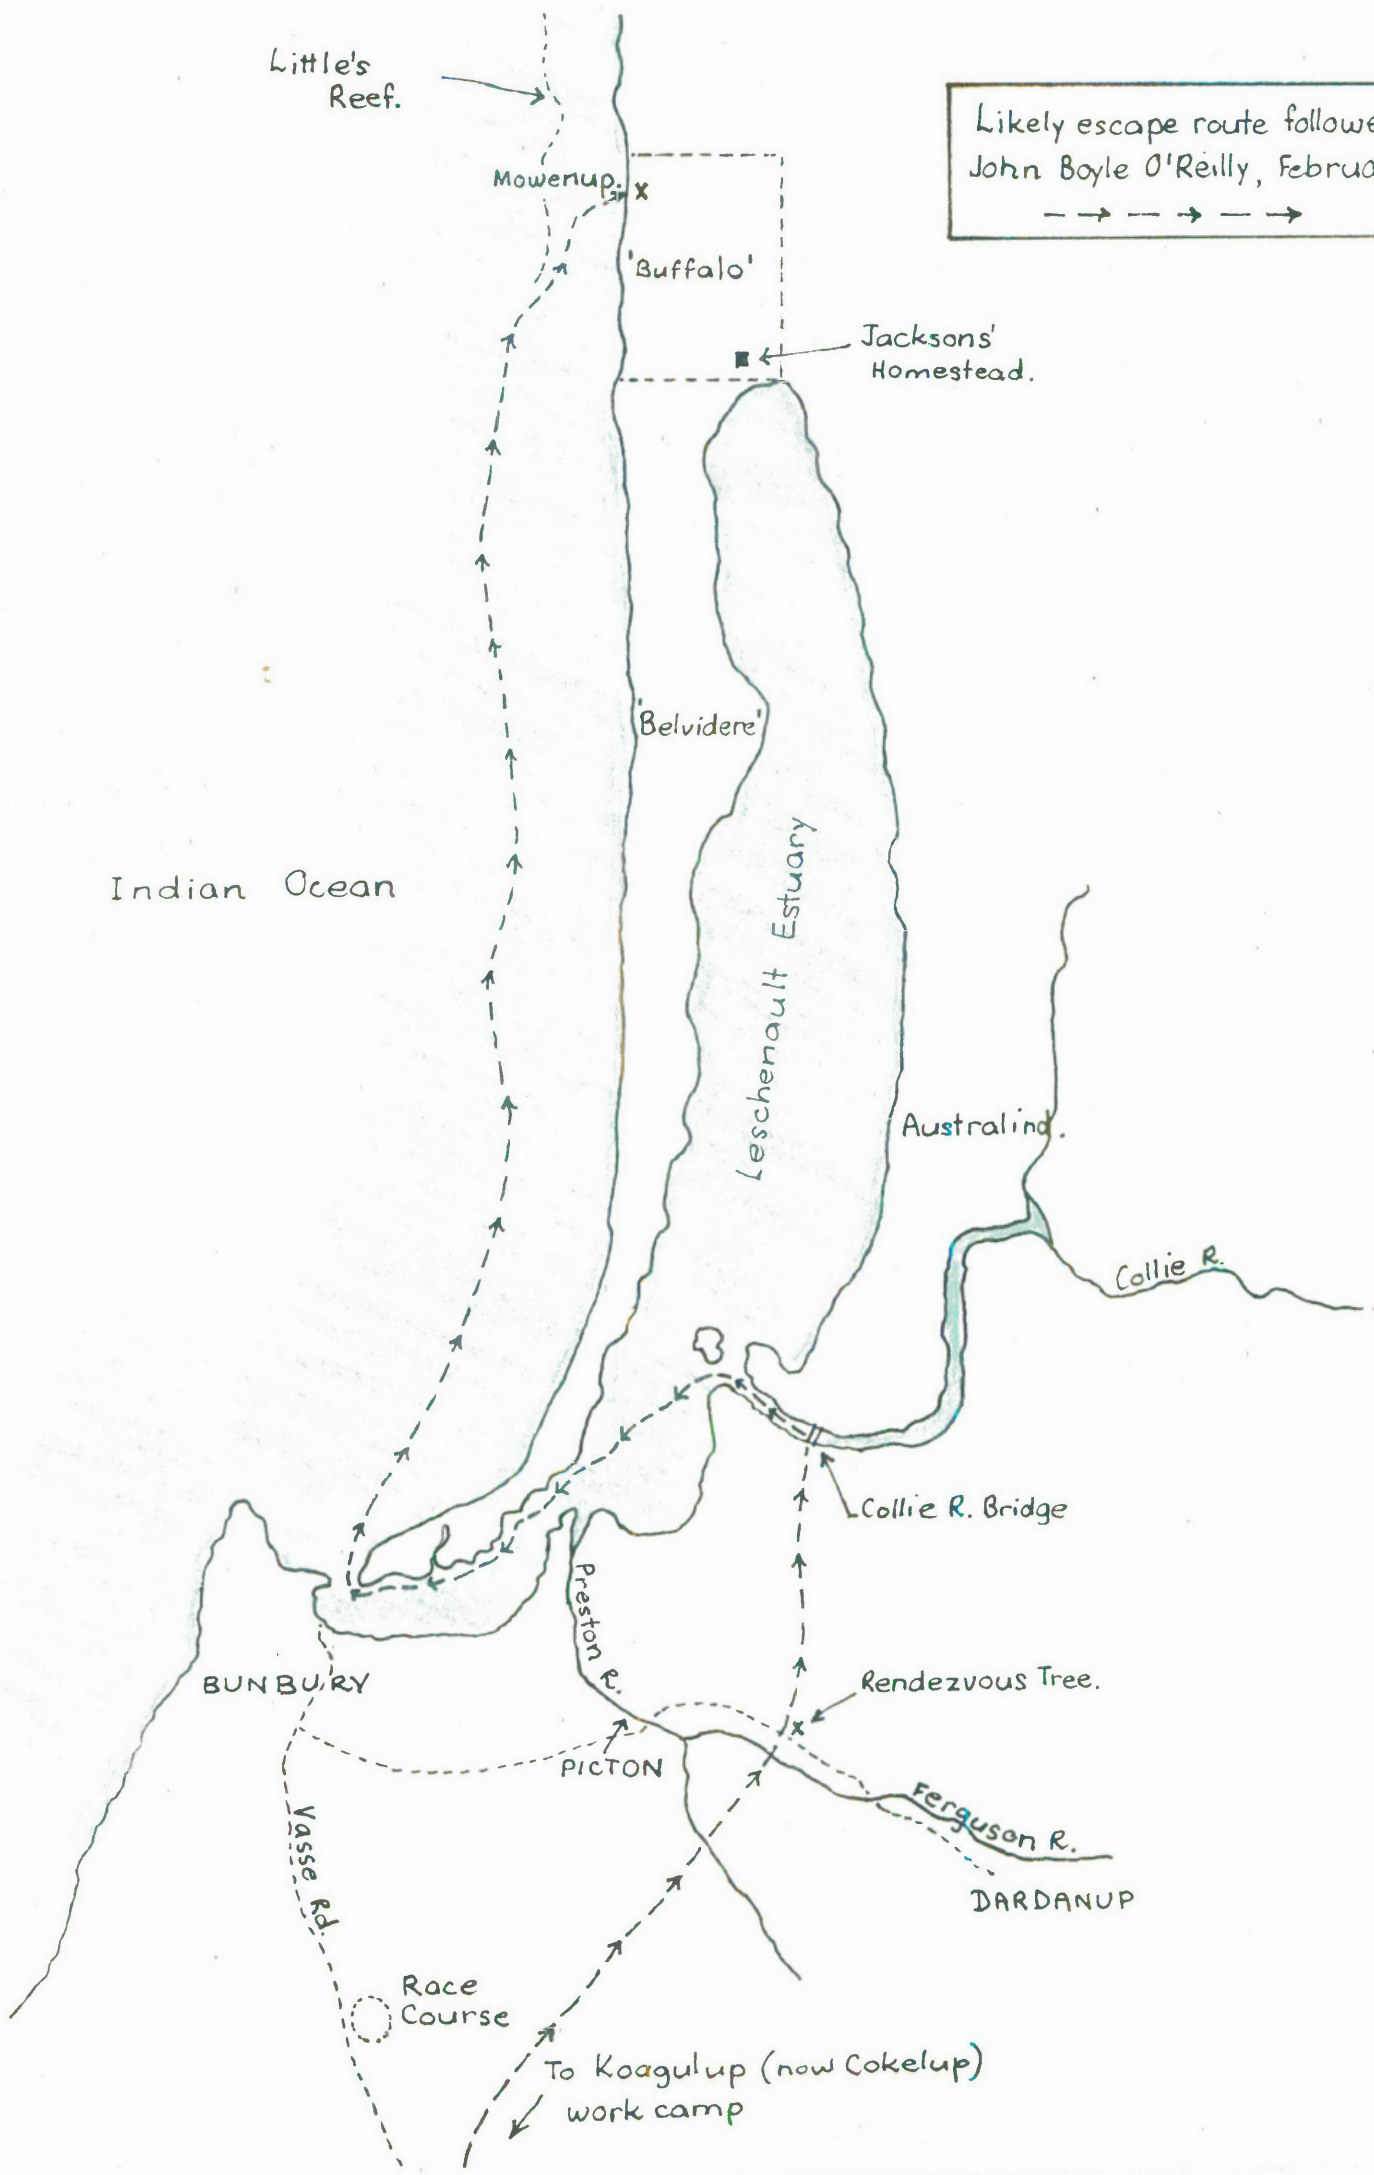 Little's
Reef.
Likely escape route
John Boyle O'Reilly,
Mowenup.
'Buffalo'
Jacksons'
Homestead.
'Belvidere'
Indian Ocean
Leschenault Estuary
Australind.
Collie R.
Collie R. Bridge
Preston R.
BUNBURY
Rendezvous Tree.
PICTON
Ferguson R.
Vasse Rd.
DARDANUP
Race
Course
To Koagulup (now Cokelup)
work camp